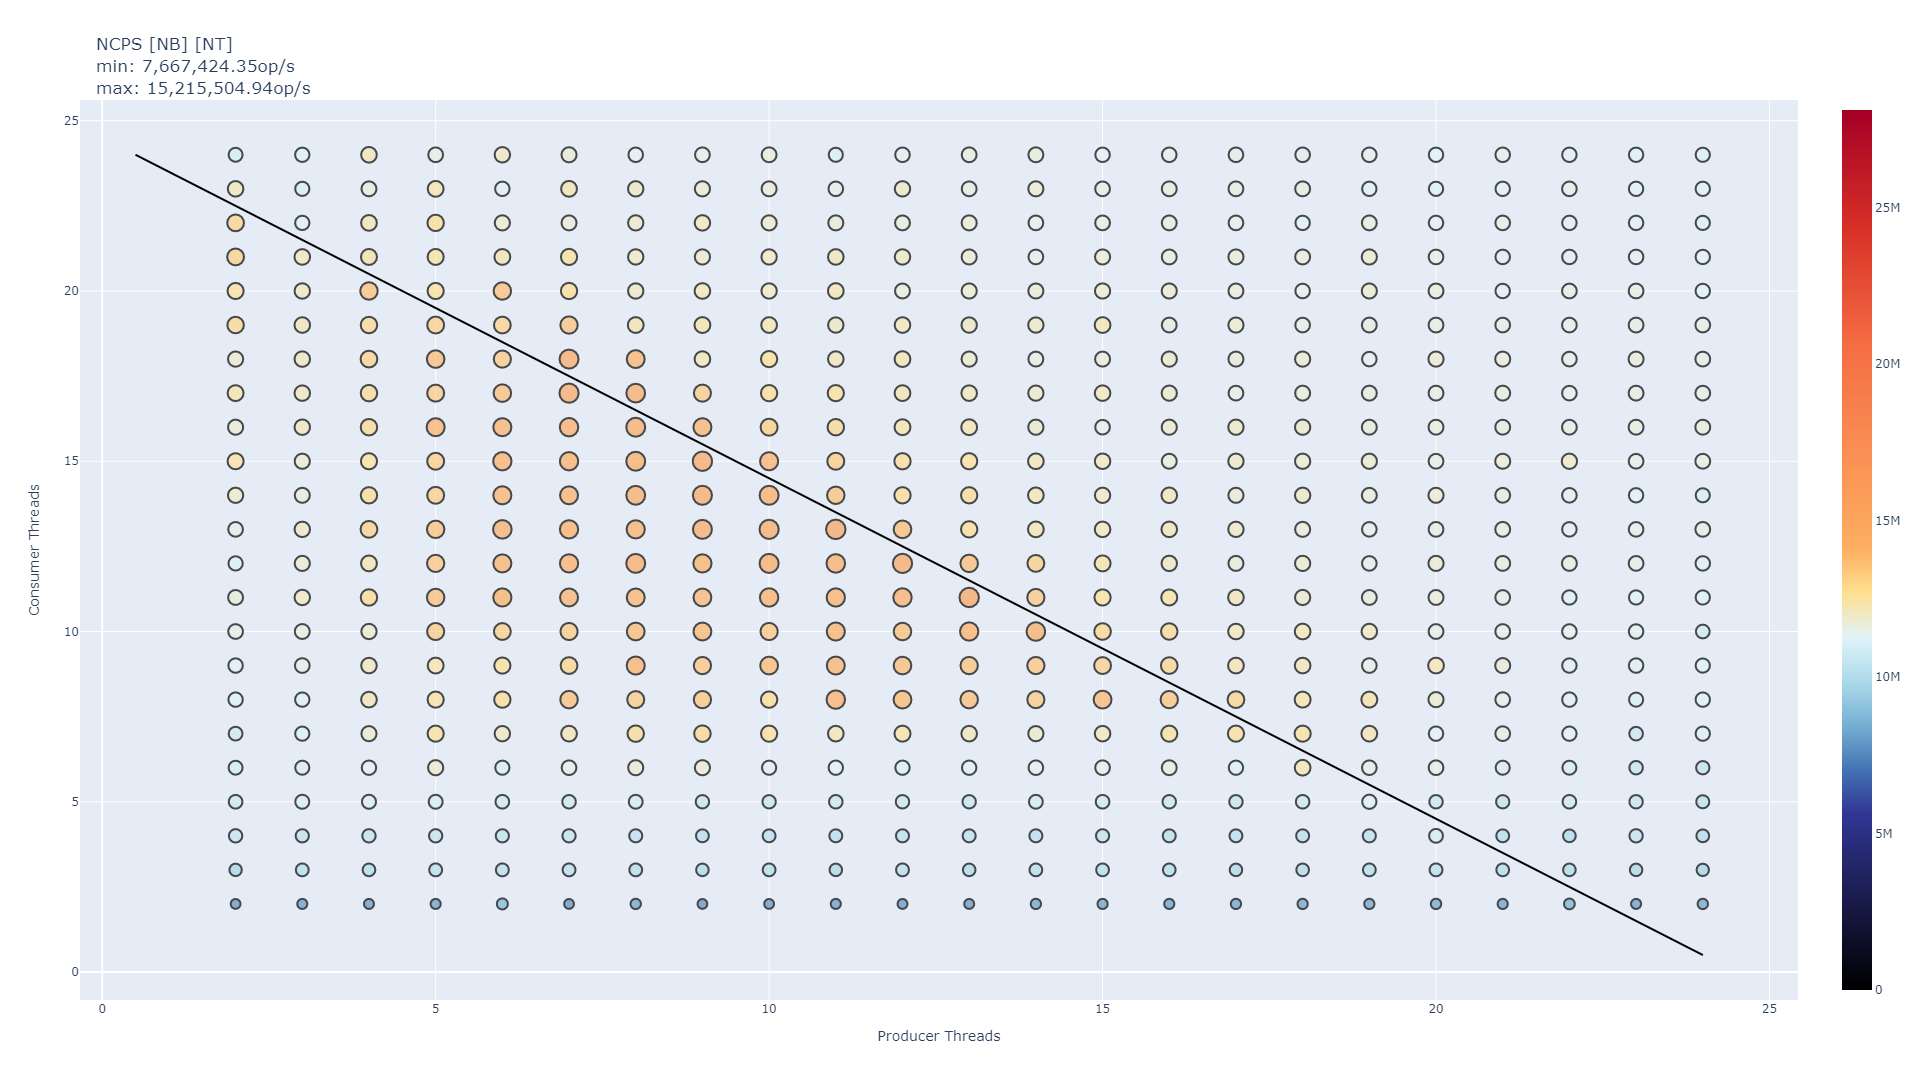 NCPS [NB] [NT]
min: 7,667,424.35op/s
max: 15,215,504.94op/s
25
20
15
10
5
0
Consumer Threads
0
5
10
15
20
25
Producer Threads
25M
20M
15M
10M
5M
0